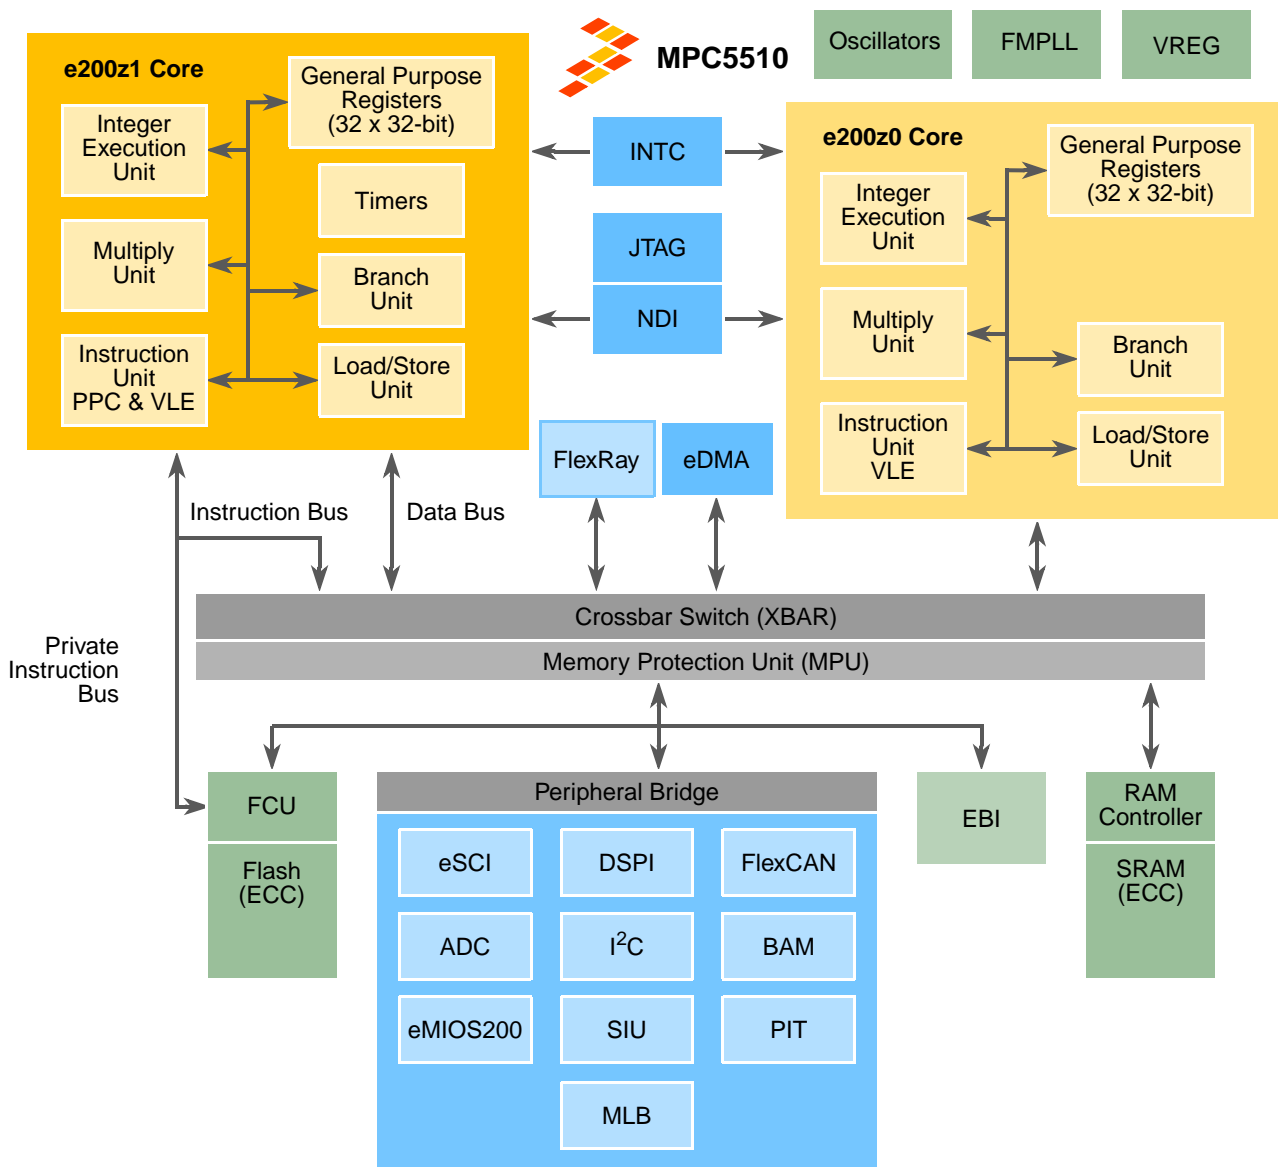 MPC5510
Oscillators
FMPLL
VREG
e200z1 Core
General Purpose
Registers
(32 x 32-bit)
Integer
Execution
Unit
Timers
Multiply
Unit
Branch
Unit
Instruction
Unit
PPC & VLE
Load/Store
Unit
INTC
JTAG
NDI
e200z0 Core
General Purpose
Registers
(32 x 32-bit)
Integer
Execution
Unit
Multiply
Unit
Branch
Unit
Instruction
Unit
VLE
Load/Store
Unit
FlexRay
eDMA
Instruction Bus
Data Bus
Crossbar Switch (XBAR)
Memory Protection Unit (MPU)
Private
Instruction
Bus
FCU
Flash
(ECC)
Peripheral Bridge
eSCI
DSPI
FlexCAN
ADC
I²C
BAM
eMIOS200
SIU
PIT
MLB
EBI
RAM
Controller
SRAM
(ECC)